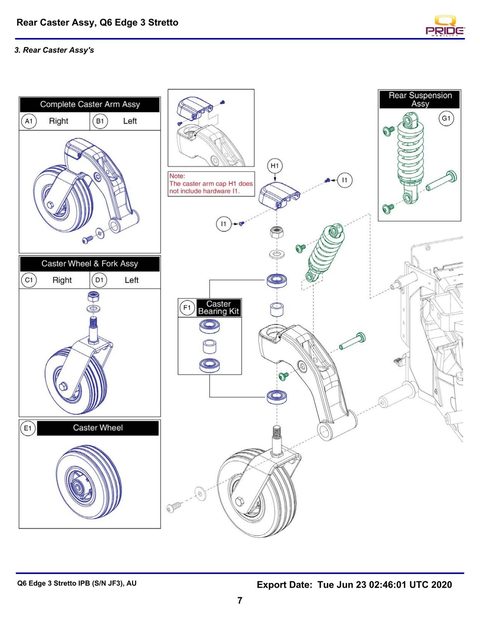 Rear Caster Assy, Q6 Edge 3 Stretto
PRIDE
3. Rear Caster Assy's
Complete Caster Arm Assy
A1 Right B1 Left
Note:
The caster arm cap H1 does
not include hardware I1.
Rear Suspension
Assy
G1
H1
I1
I1
Caster Wheel & Fork Assy
C1 Right D1 Left
F1 Caster
Bearing Kit
E1 Caster Wheel
Q6 Edge 3 Stretto IPB (S/N JF3), AU
Export Date: Tue Jun 23 02:46:01 UTC 2020
7